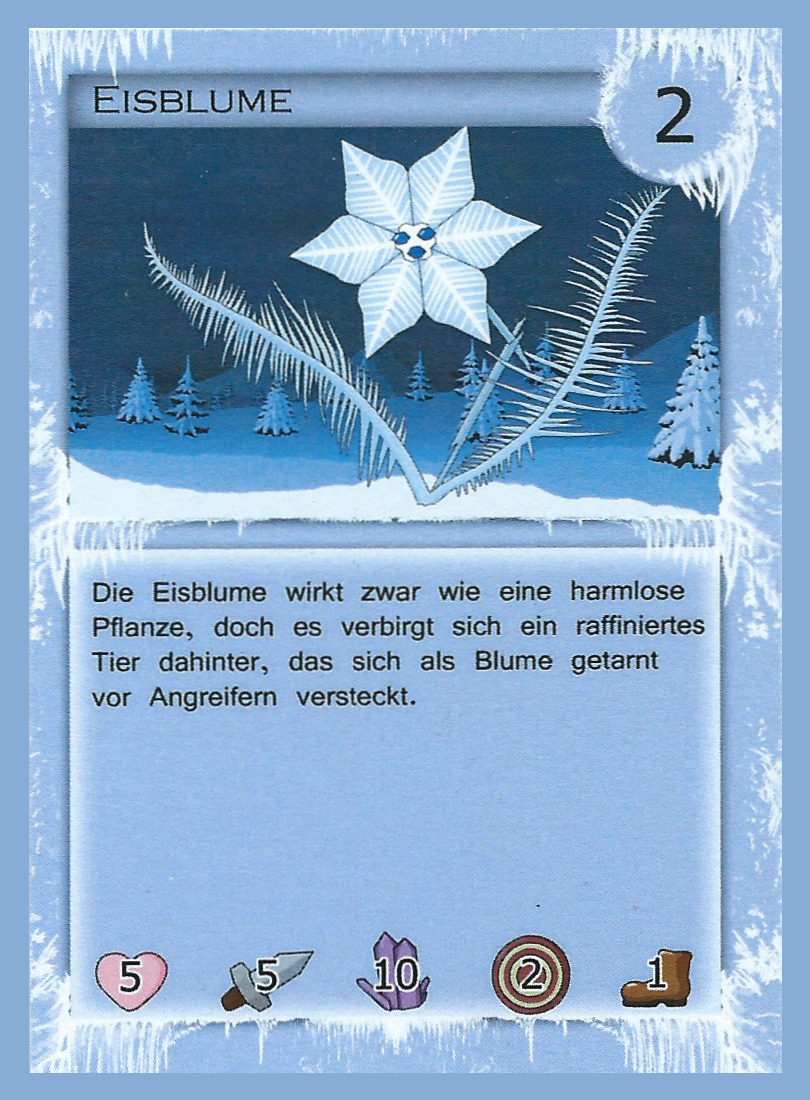 EISBLUME
2
Die Eisblume wirkt zwar wie eine harmlose
Pflanze, doch es verbirgt sich ein raffiniertes
Tier dahinter, das sich als Blume getarnt
vor Angreifern versteckt.
5 5 10 2 1